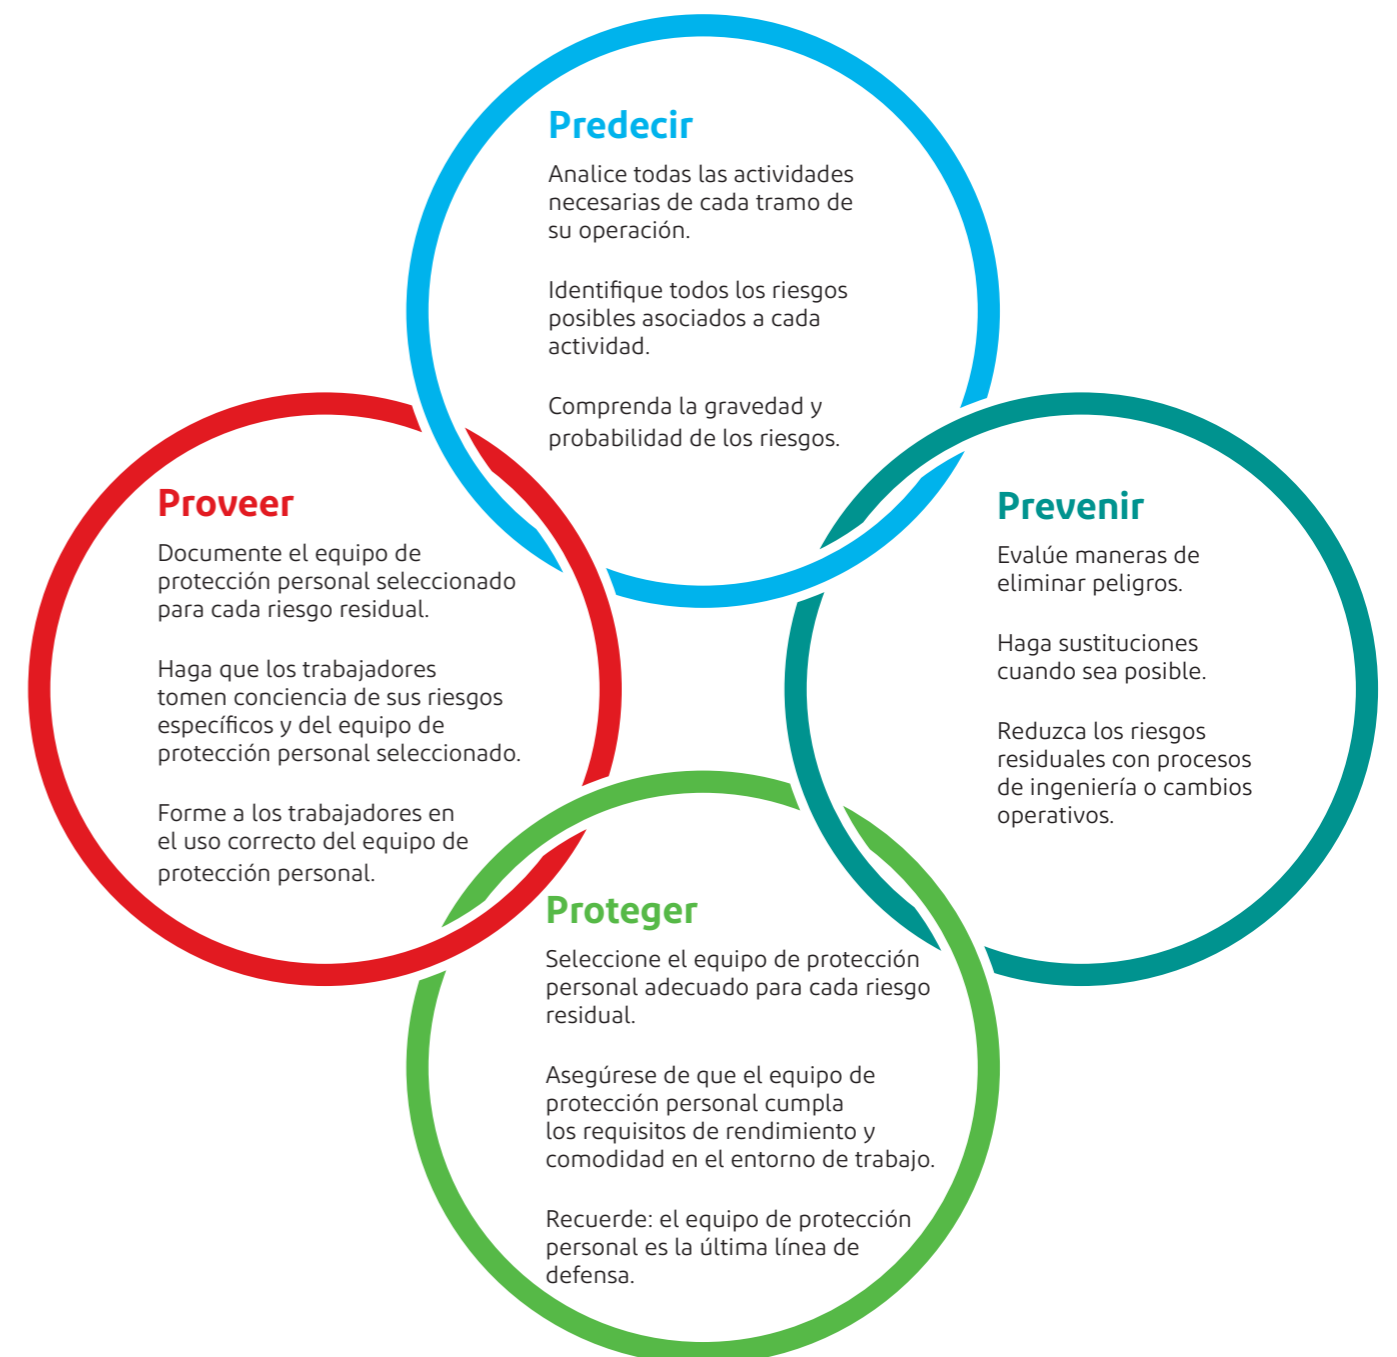 Predecir
Analice todas las actividades
necesarias de cada tramo de
su operación.
Identifique todos los riesgos
posibles asociados a cada
actividad.
Comprenda la gravedad y
probabilidad de los riesgos.
Prevenir
Evalúe maneras de
eliminar peligros.
Haga sustituciones
cuando sea posible.
Reduzca los riesgos
residuales con procesos
de ingeniería o cambios
operativos.
Proteger
Seleccione el equipo de protección
personal adecuado para cada riesgo
residual.
Asegúrese de que el equipo de
protección personal cumpla
los requisitos de rendimiento y
comodidad en el entorno de trabajo.
Recuerde: el equipo de protección
personal es la última línea de
defensa.
Proveer
Documente el equipo de
protección personal seleccionado
para cada riesgo residual.
Haga que los trabajadores
tomen conciencia de sus riesgos
específicos y del equipo de
protección personal seleccionado.
Forme a los trabajadores en
el uso correcto del equipo de
protección personal.